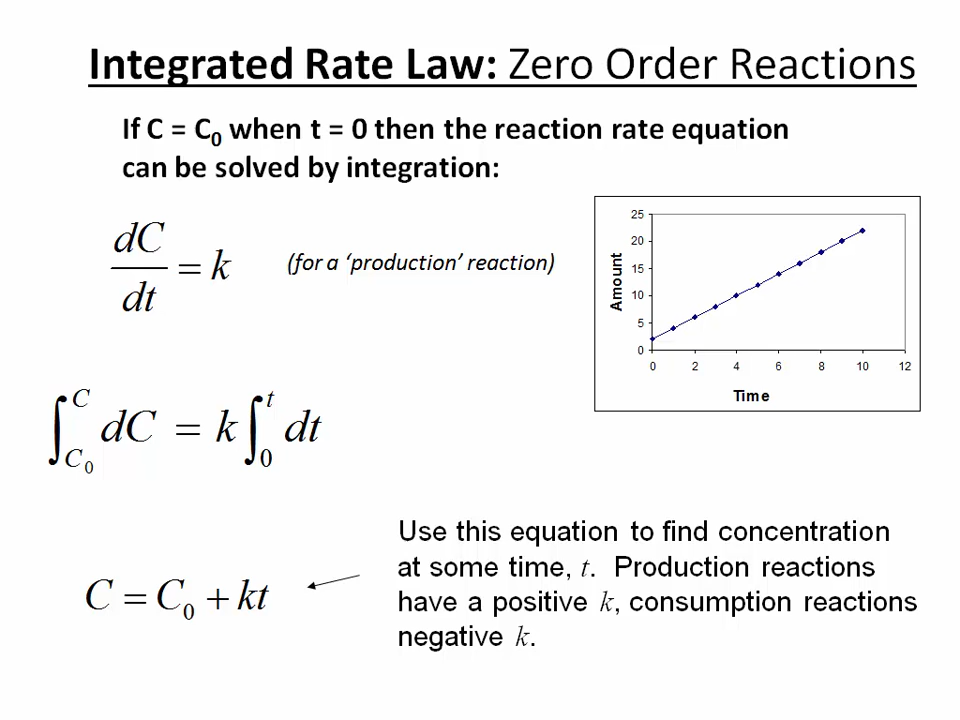 Integrated Rate Law: Zero Order Reactions
If C = C₀ when t = 0 then the reaction rate equation
can be solved by integration:
dC/dt = k
(for a ‘production’ reaction)
25
20
15
10
5
0
Amount
0 2 4 6 8 10 12
Time
∫_{C₀}^{C} dC = k ∫_{0}^{t} dt
C = C₀ + kt
Use this equation to find concentration
at some time, t. Production reactions
have a positive k, consumption reactions
negative k.